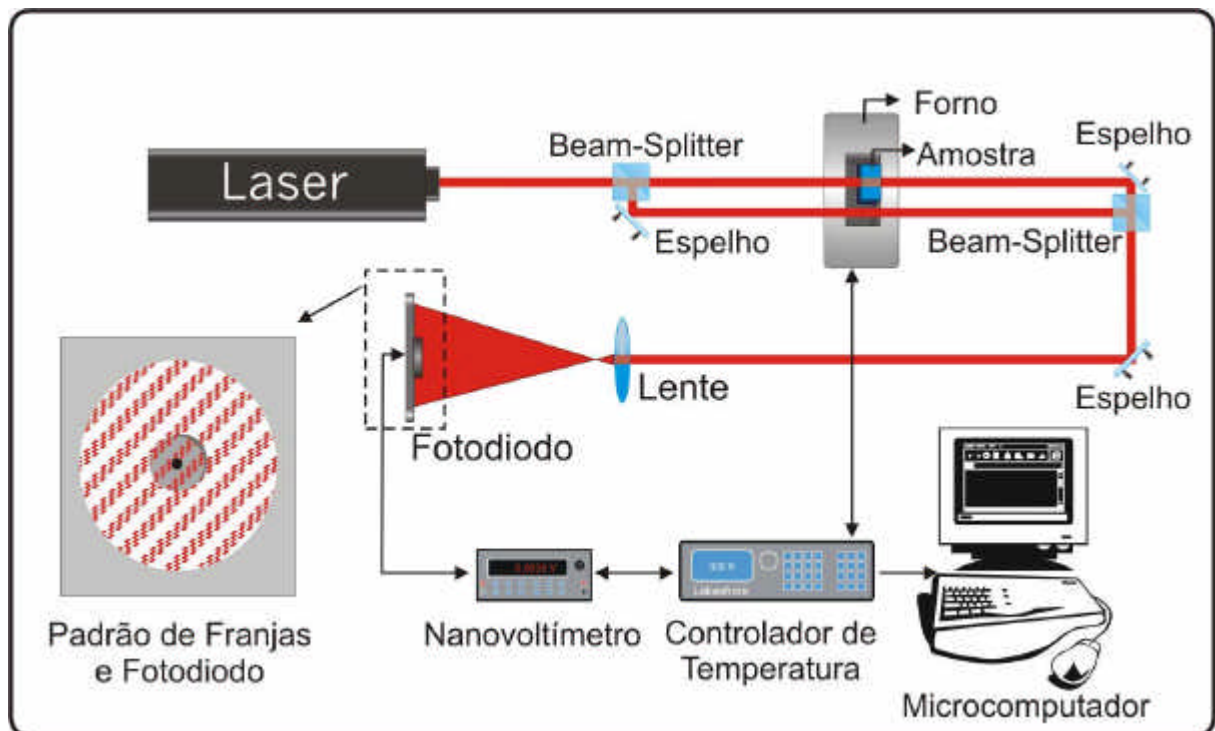 Forno
Espelho
Beam-Splitter
Amostra
Laser
Espelho
Beam-Splitter
Lente
Espelho
Fotodiodo
Padrão de Franjas
e Fotodiodo
Nanovoltímetro
Controlador de
Temperatura
Microcomputador